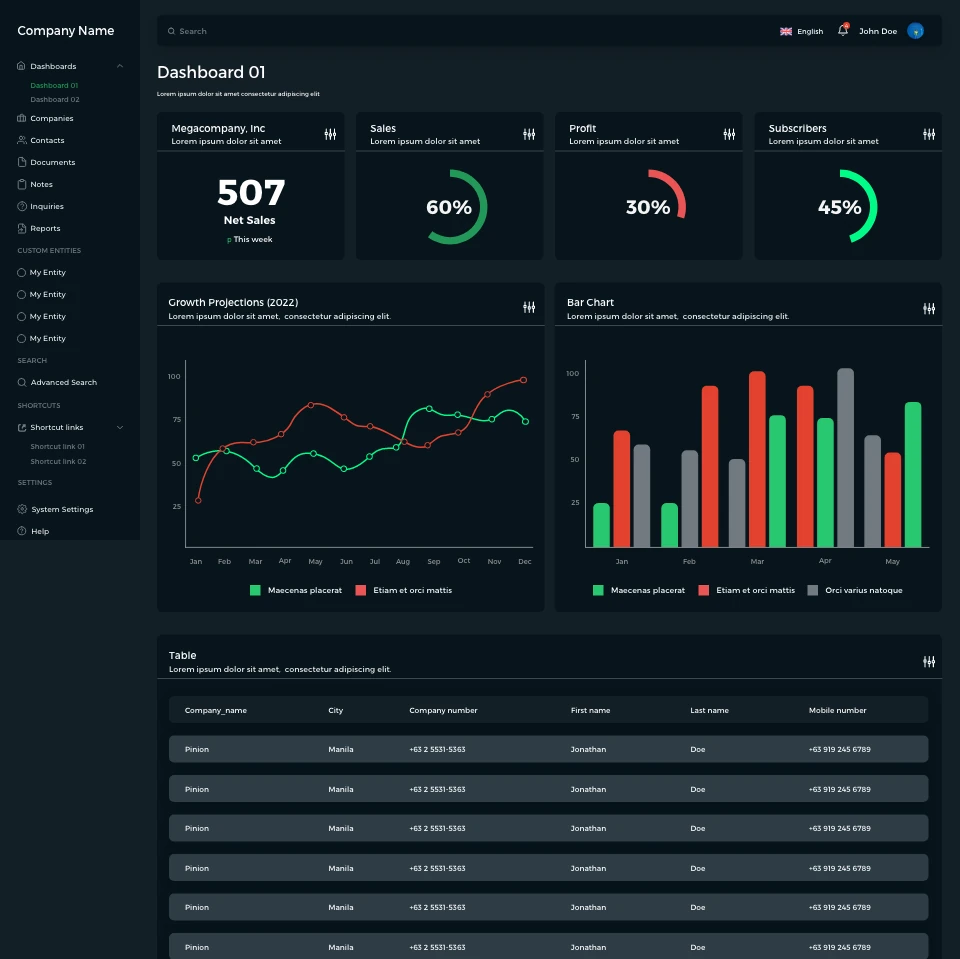 Company Name
Dashboards
Dashboard 01
Dashboard 02
Companies
Contacts
Documents
Notes
Inquiries
Reports
CUSTOM ENTITIES
My Entity
My Entity
My Entity
My Entity
SEARCH
Advanced Search
SHORTCUTS
Shortcut links
Shortcut link 01
Shortcut link 02
SETTINGS
System Settings
Help
Search
English
John Doe
Dashboard 01
Lorem ipsum dolor sit amet consectetur adipiscing elit
Megacompany, Inc
Lorem ipsum dolor sit amet
507
Net Sales
p This week
Sales
Lorem ipsum dolor sit amet
60%
Profit
Lorem ipsum dolor sit amet
30%
Subscribers
Lorem ipsum dolor sit amet
45%
Growth Projections (2022)
Lorem ipsum dolor sit amet, consectetur adipiscing elit.
100
75
50
25
Jan Feb Mar Apr May Jun Jul Aug Sep Oct Nov Dec
Maecenas placerat Etiam et orci mattis
Bar Chart
Lorem ipsum dolor sit amet, consectetur adipiscing elit.
100
75
50
25
Jan Feb Mar Apr May
Maecenas placerat Etiam et orci mattis Orci varius natoque
Table
Lorem ipsum dolor sit amet, consectetur adipiscing elit.
Company_name City Company number First name Last name Mobile number
Pinion Manila +63 2 5531-5363 Jonathan Doe +63 919 245 6789
Pinion Manila +63 2 5531-5363 Jonathan Doe +63 919 245 6789
Pinion Manila +63 2 5531-5363 Jonathan Doe +63 919 245 6789
Pinion Manila +63 2 5531-5363 Jonathan Doe +63 919 245 6789
Pinion Manila +63 2 5531-5363 Jonathan Doe +63 919 245 6789
Pinion Manila +63 2 5531-5363 Jonathan Doe +63 919 245 6789